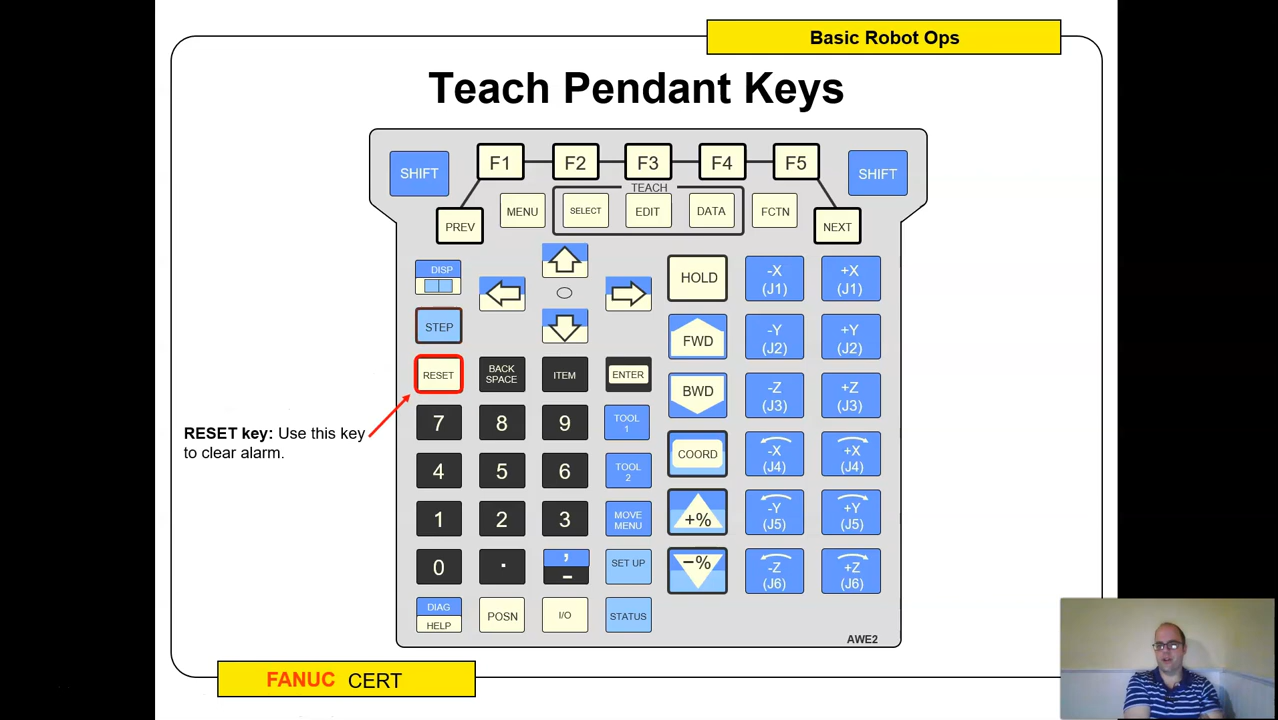 Basic Robot Ops
Teach Pendant Keys
SHIFT
F1
F2
F3
F4
F5
SHIFT
TEACH
PREV
MENU
SELECT
EDIT
DATA
FCTN
NEXT
DISP
HOLD
-X
(J1)
+X
(J1)
STEP
FWD
-Y
(J2)
+Y
(J2)
RESET
BACK
SPACE
ITEM
ENTER
BWD
-Z
(J3)
+Z
(J3)
RESET key: Use this key
to clear alarm.
7
8
9
TOOL
1
COORD
-X
(J4)
+X
(J4)
4
5
6
TOOL
2
1
2
3
MOVE
MENU
+%
-Y
(J5)
+Y
(J5)
0
.
,
-
SET UP
-%
-Z
(J6)
+Z
(J6)
DIAG
HELP
POSN
I/O
STATUS
AWE2
FANUC CERT